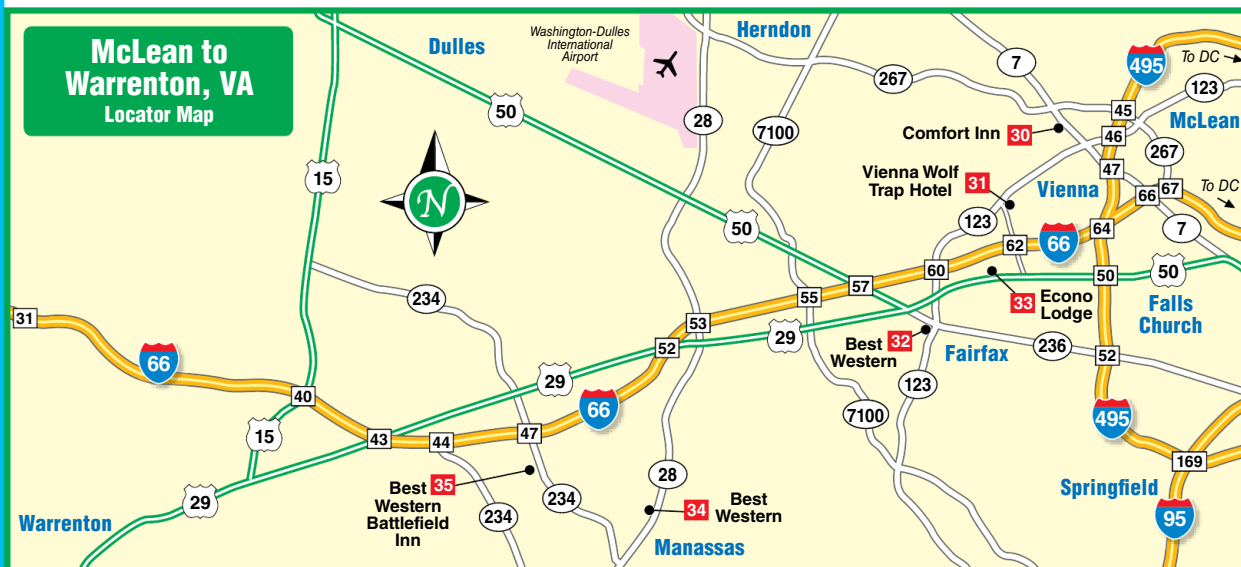 McLean to
Warrenton, VA
Locator Map
Dulles
Washington-Dulles
International
Airport
Herndon
7
495
To DC
267
123
50
28
7100
45
McLean
Comfort Inn 30
46
267
15
Vienna Wolf
Trap Hotel 31
47
Vienna
66
67
To DC
N
50
123
62
66
64
7
60
50
50
234
57
55
33 Econo
Lodge
Falls
Church
31
53
29
Best
Western 32
Fairfax
236
52
52
66
29
123
40
66
7100
495
15
43
44
47
169
28
Best
Western
Battlefield
Inn 35
234
234
34 Best
Western
Springfield
29
95
Warrenton
Manassas